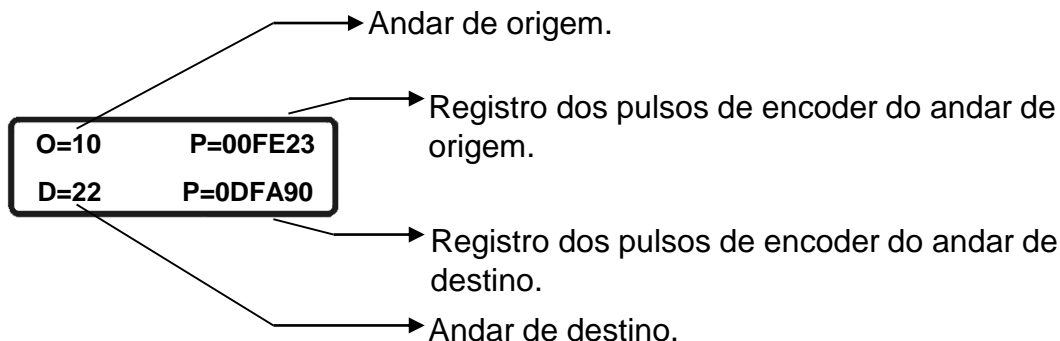 Andar de origem.
Registro dos pulsos de encoder do andar de
origem.
O=10 P=00FE23
D=22 P=0DFA90
Registro dos pulsos de encoder do andar de
destino.
Andar de destino.